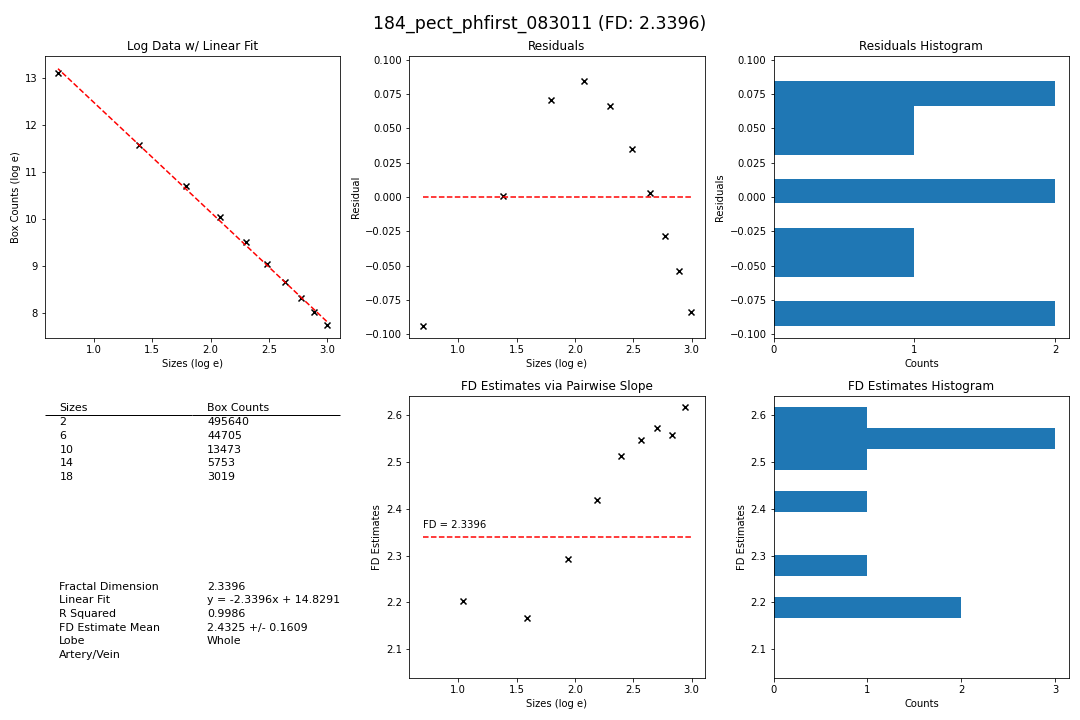 184_pect_phfirst_083011 (FD: 2.3396)
Log Data w/ Linear Fit
Box Counts (log e)
13
12
11
10
9
8
1.0 1.5 2.0 2.5 3.0
Sizes (log e)
Residuals
Residual
0.100
0.075
0.050
0.025
0.000
−0.025
−0.050
−0.075
−0.100
1.0 1.5 2.0 2.5 3.0
Sizes (log e)
Residuals Histogram
Residuals
0.100
0.075
0.050
0.025
0.000
−0.025
−0.050
−0.075
−0.100
0 1 2
Counts
Sizes Box Counts
2 495640
6 44705
10 13473
14 5753
18 3019
Fractal Dimension 2.3396
Linear Fit y = -2.3396x + 14.8291
R Squared 0.9986
FD Estimate Mean 2.4325 +/- 0.1609
Lobe Whole
Artery/Vein
FD Estimates via Pairwise Slope
FD Estimates
2.6
2.5
2.4
2.3
2.2
2.1
FD = 2.3396
1.0 1.5 2.0 2.5 3.0
Sizes (log e)
FD Estimates Histogram
FD Estimates
2.6
2.5
2.4
2.3
2.2
2.1
0 1 2 3
Counts